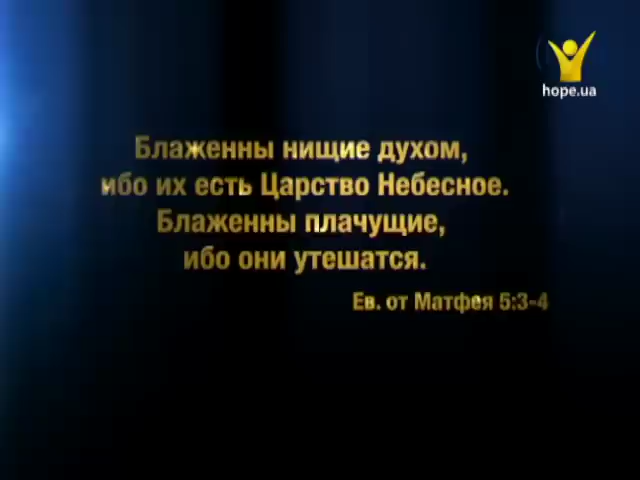 hope.ua
Блаженны нищие духом,
ибо их есть Царство Небесное.
Блаженны плачущие,
ибо они утешатся.
Ев. от Матфея 5:3-4